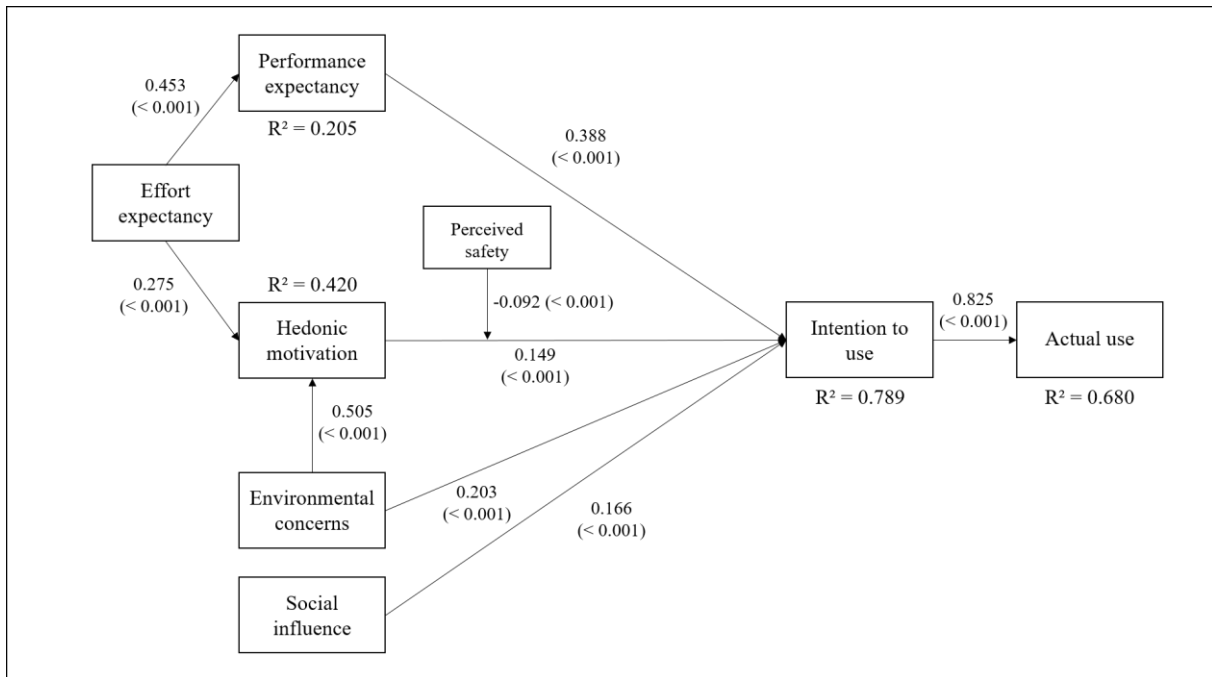 Performance
expectancy
0.453
(< 0.001)
R² = 0.205
0.388
(< 0.001)
Effort
expectancy
Perceived
safety
0.275
(< 0.001)
R² = 0.420
-0.092 (< 0.001)
Hedonic
motivation
0.149
(< 0.001)
Intention to
use
0.825
(< 0.001)
Actual use
R² = 0.789
R² = 0.680
0.505
(< 0.001)
Environmental
concerns
0.203
(< 0.001)
0.166
(< 0.001)
Social
influence